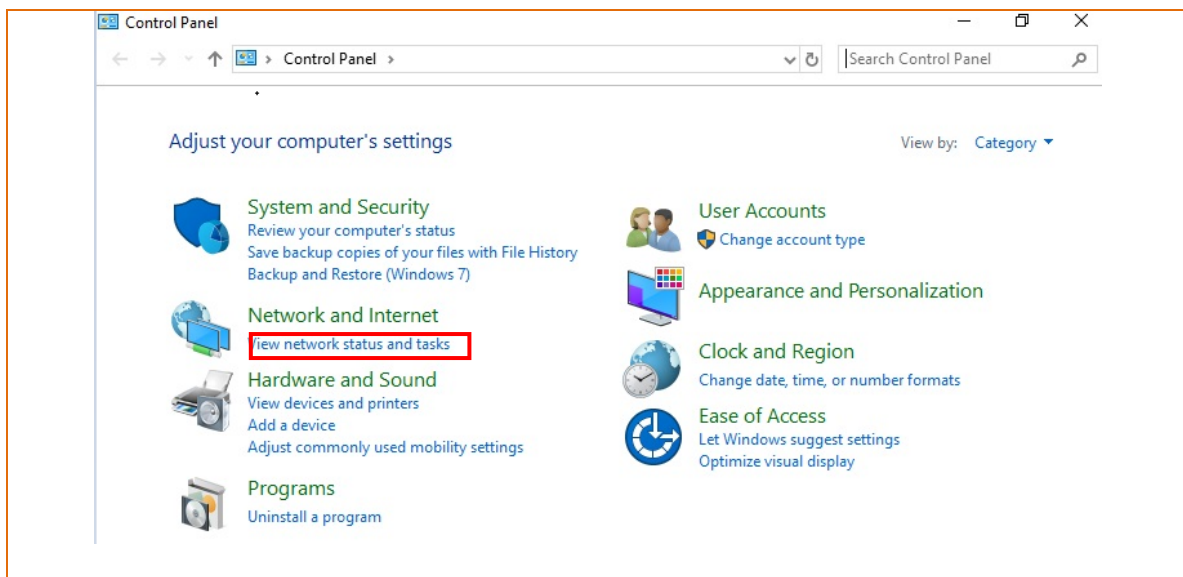 Control Panel
Control Panel
Search Control Panel
Adjust your computer's settings
View by: Category
System and Security
Review your computer's status
Save backup copies of your files with File History
Backup and Restore (Windows 7)
Network and Internet
View network status and tasks
Hardware and Sound
View devices and printers
Add a device
Adjust commonly used mobility settings
Programs
Uninstall a program
User Accounts
Change account type
Appearance and Personalization
Clock and Region
Change date, time, or number formats
Ease of Access
Let Windows suggest settings
Optimize visual display